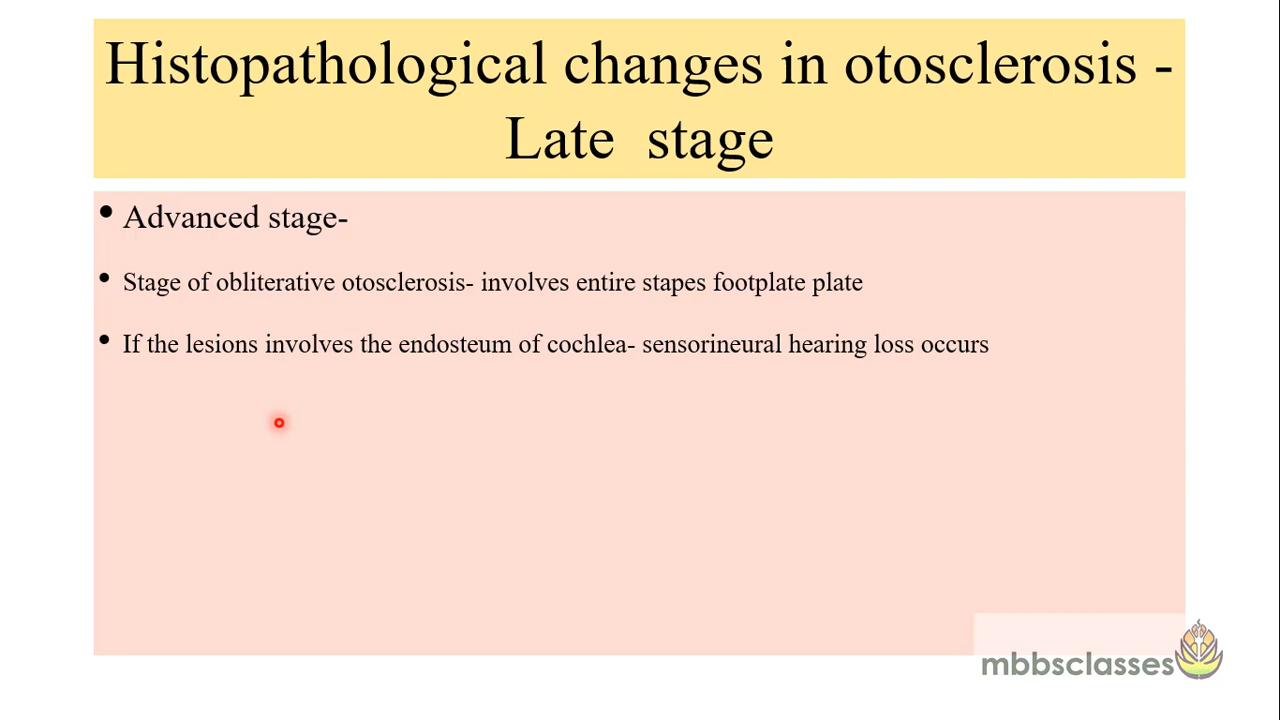 Histopathological changes in otosclerosis -
Late stage
• Advanced stage-
• Stage of obliterative otosclerosis- involves entire stapes footplate plate
• If the lesions involves the endosteum of cochlea- sensorineural hearing loss occurs
mbbsclasses